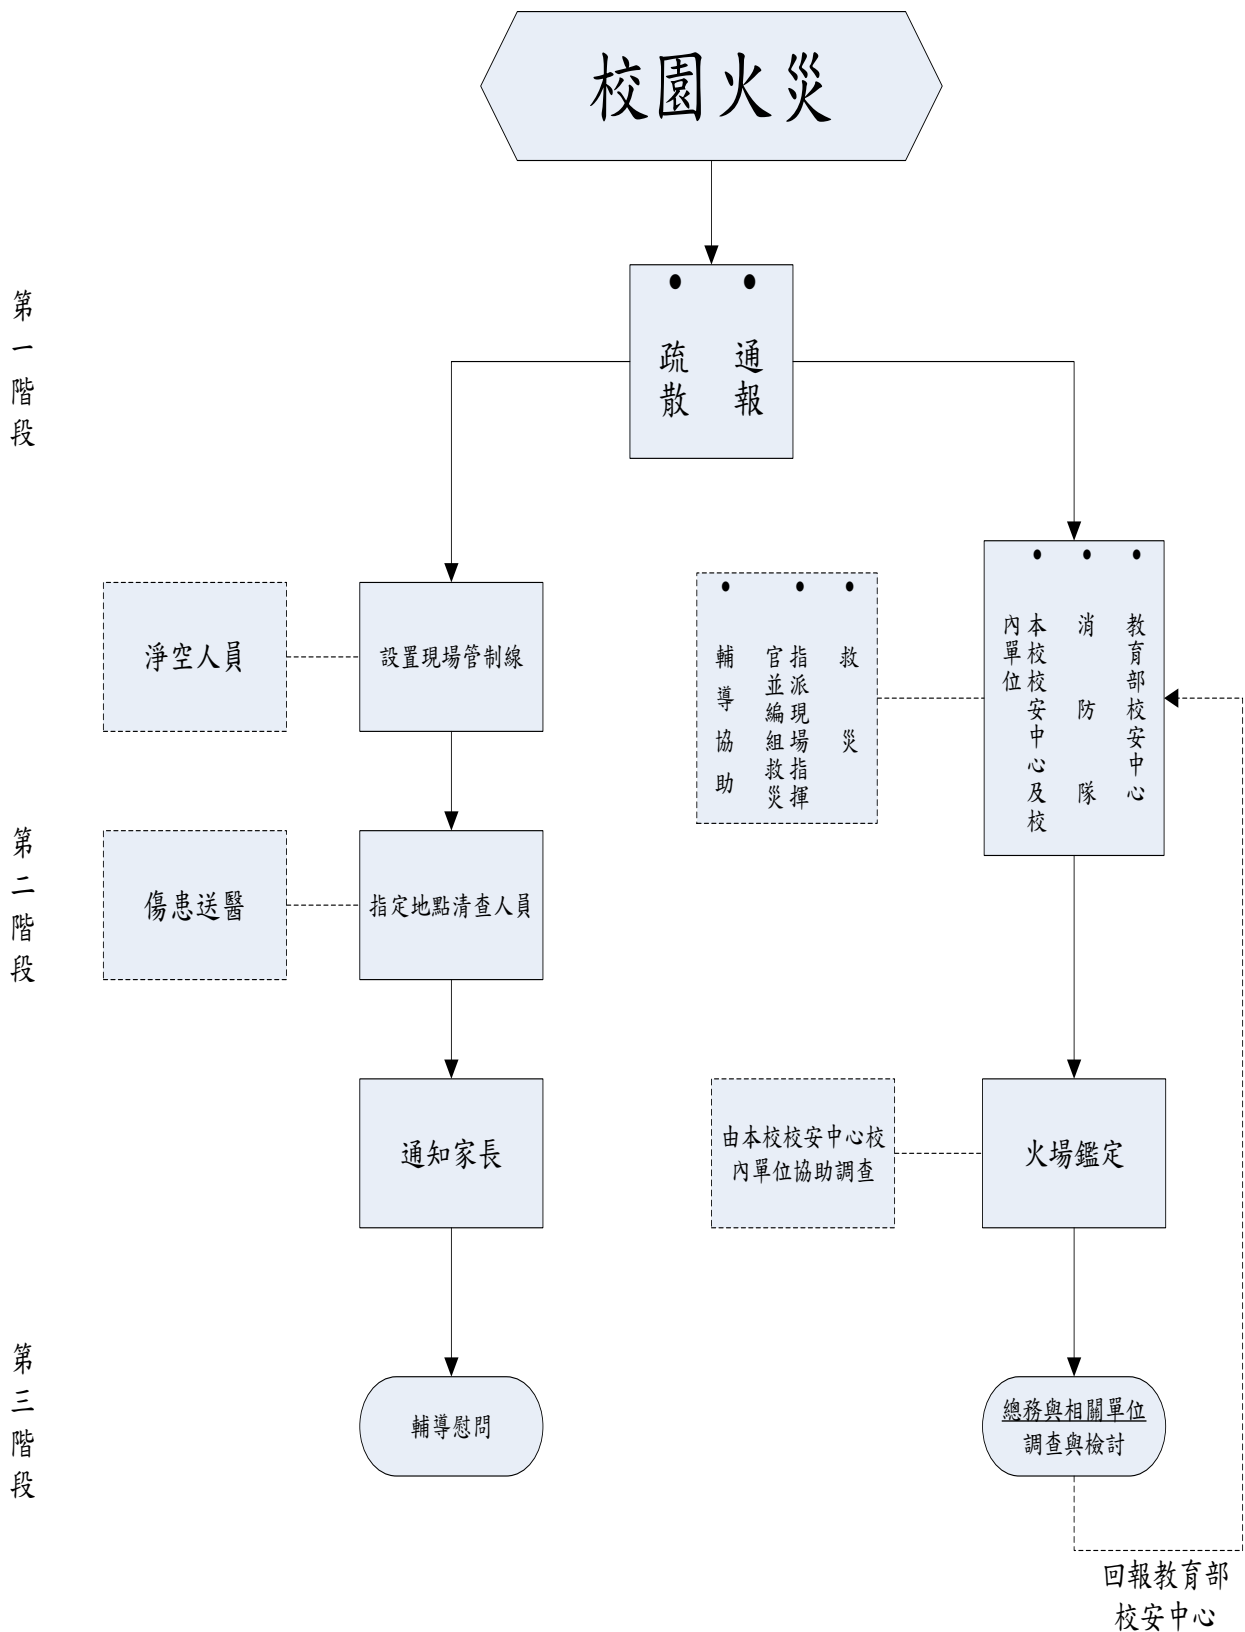 校園火災
第一階段
通報
疏散
淨空人員
設置現場管制線
教育部校安中心
消防隊
本校校安中心及校
內單位
救災
指派現場指揮
官並編組救災
輔導協助
第二階段
傷患送醫
指定地點清查人員
通知家長
由本校校安中心校
內單位協助調查
火場鑑定
第三階段
輔導慰問
總務與相關單位
調查與檢討
回報教育部
校安中心